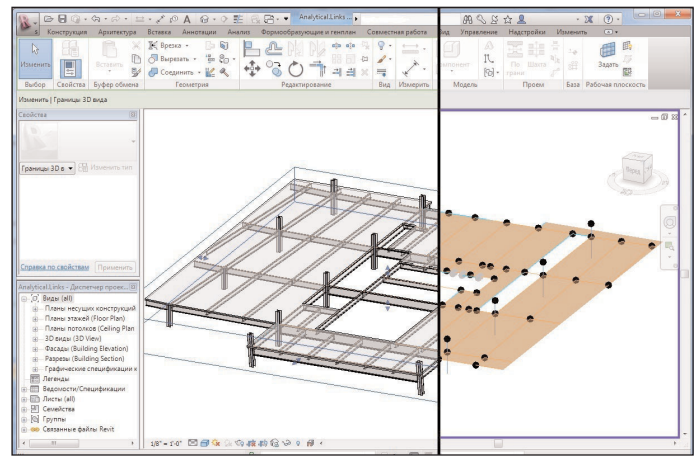 Analytical.Links...
Конструкция Архитектура Вставка Аннотации Анализ Формообразующие и генплан Совместная работа Вид Управление Надстройки Изменить
Изменить Вставить Врезка Вырезать Соединить
По грани Шахта Задать
Выбор Свойства Буфер обмена Геометрия Редактирование Вид Измерить Модель Проем База Рабочая плоскость
Изменить | Границы 3D вида
Свойства
Границы 3D в Изменить тип
Справка по свойствам Применить
Analytical.Links - Диспетчер проек...
Виды (all)
Планы несущих конструкций
Планы этажей (Floor Plan)
Планы потолков (Ceiling Plan
3D виды (3D View)
Фасады (Building Elevation)
Разрезы (Building Section)
Графические спецификации к
Легенды
Ведомости/Спецификации
Листы (all)
Семейства
Группы
Связанные файлы Revit
1/8" = 1'-0"